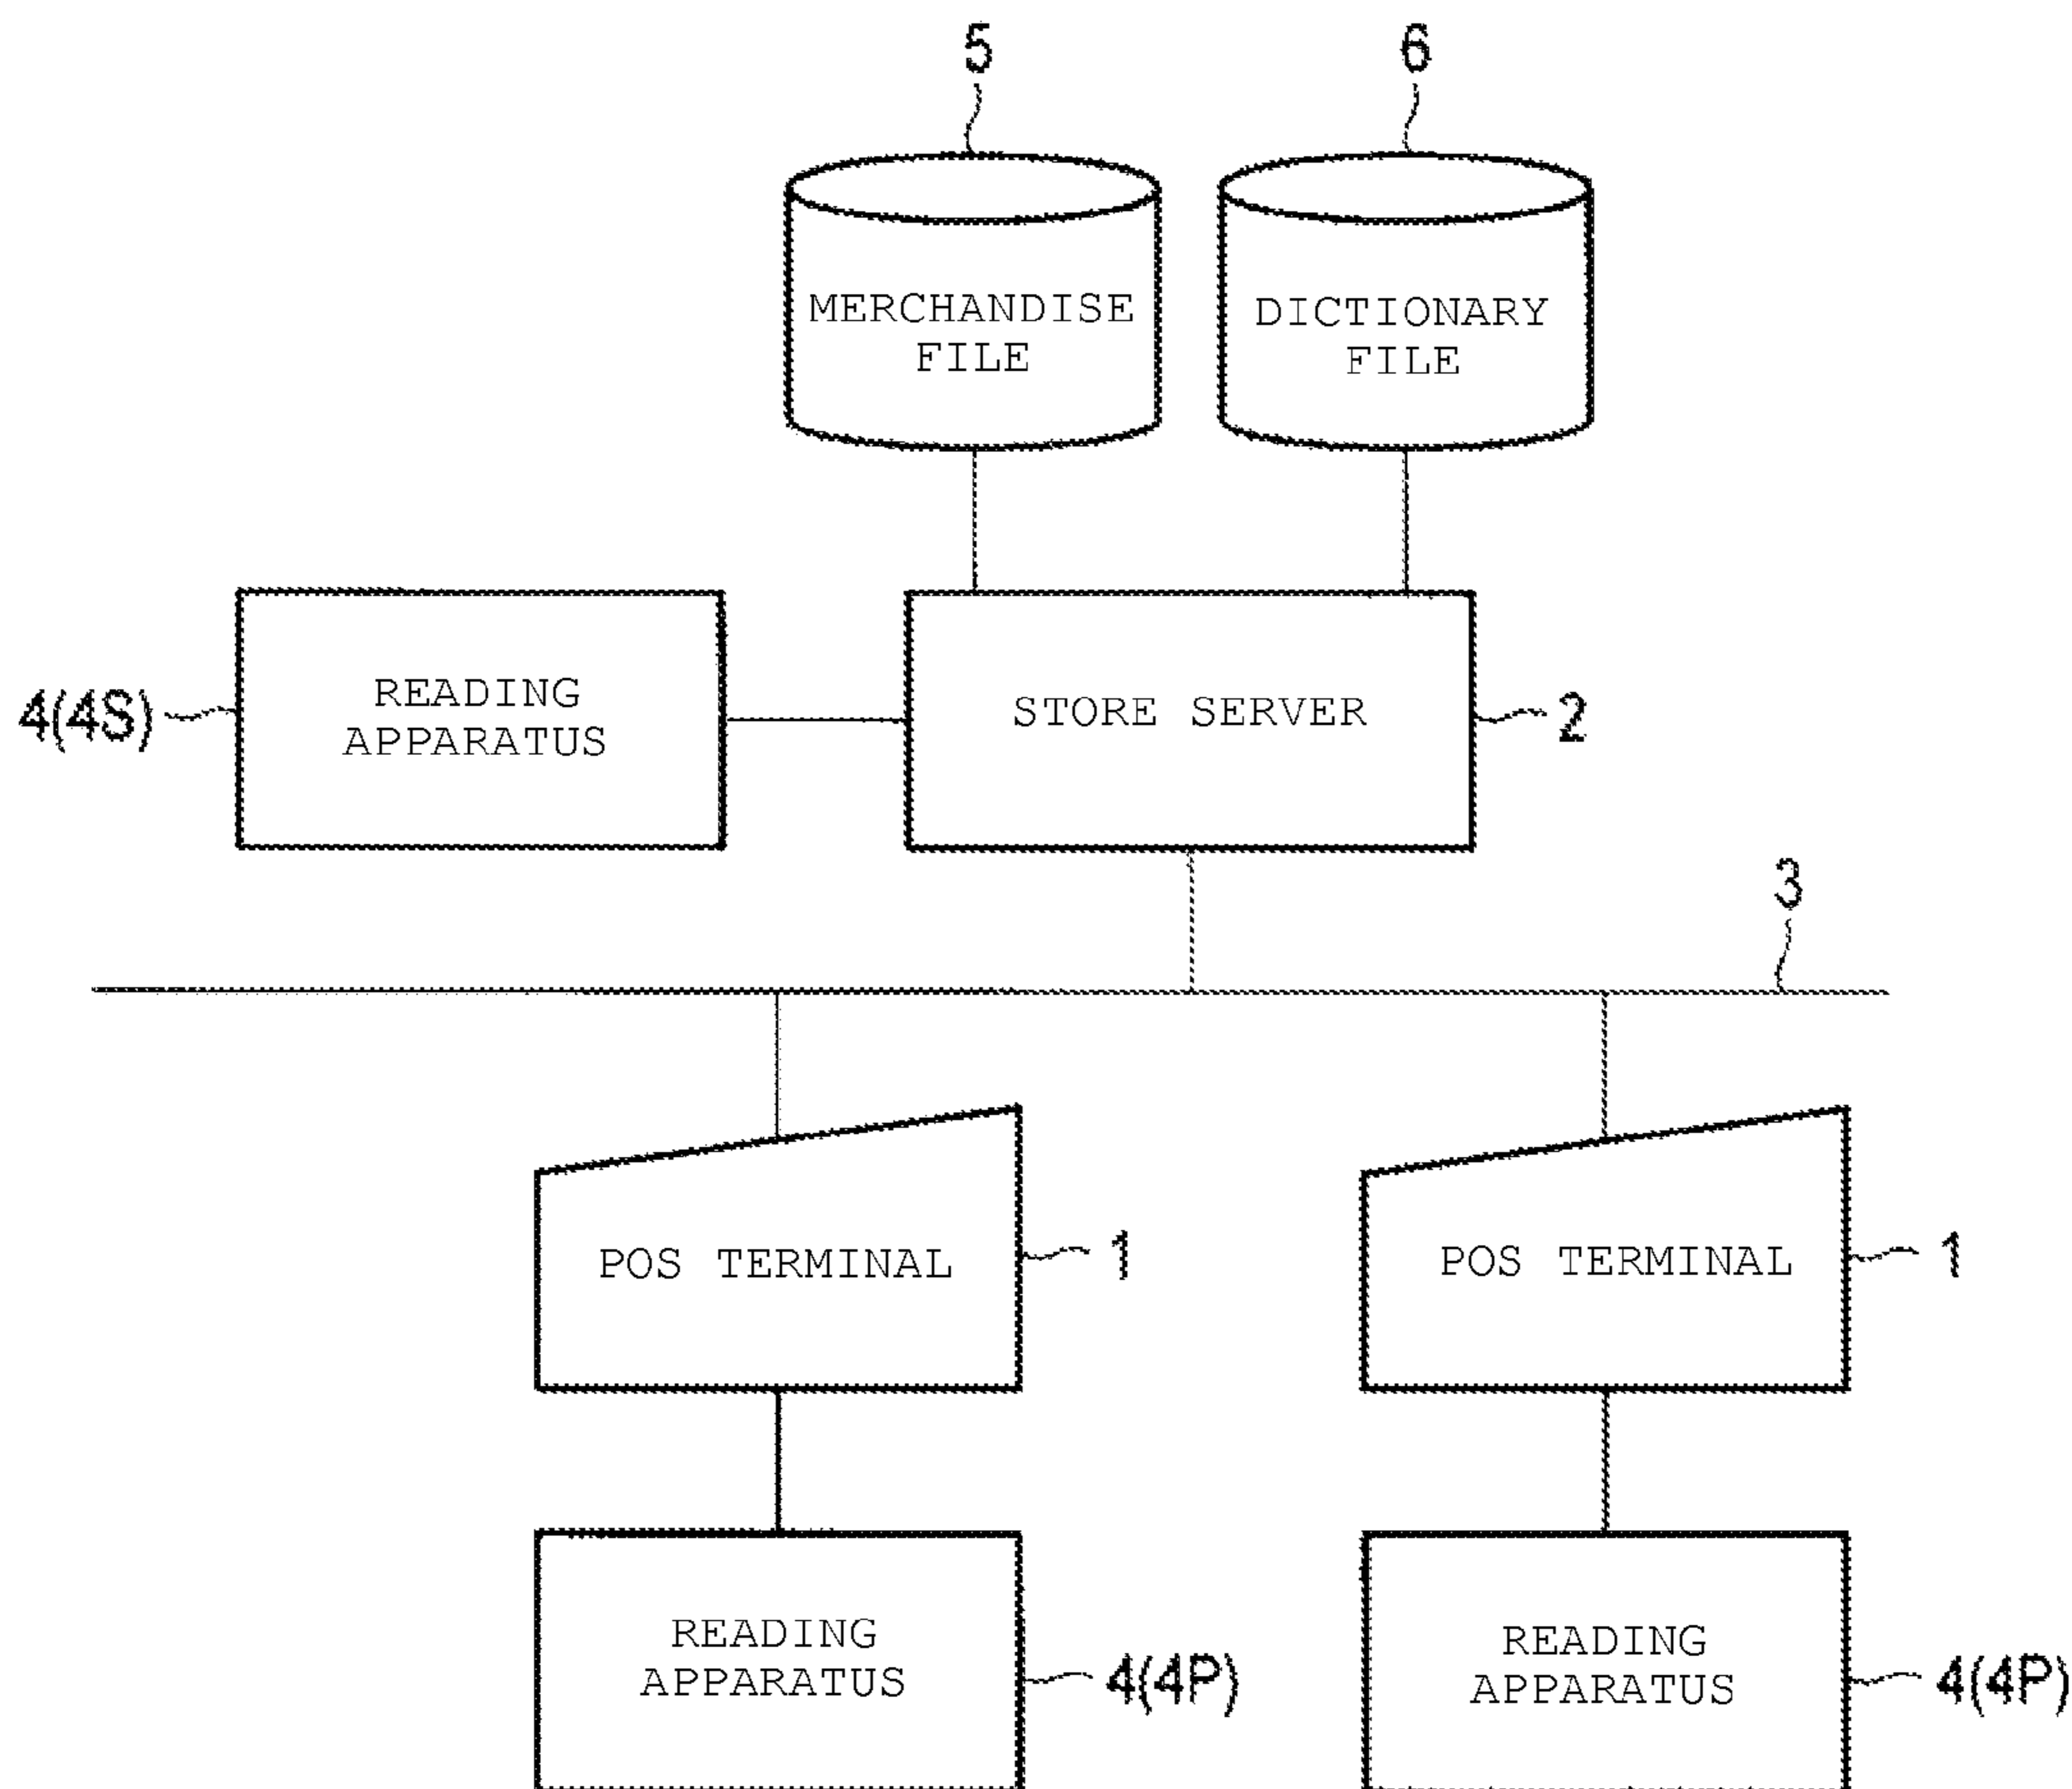 5
6
MERCHANDISE
FILE
DICTIONARY
FILE
4(4S)
READING
APPARATUS
STORE SERVER
2
3
POS TERMINAL
1
POS TERMINAL
1
READING
APPARATUS
4(4P)
READING
APPARATUS
4(4P)